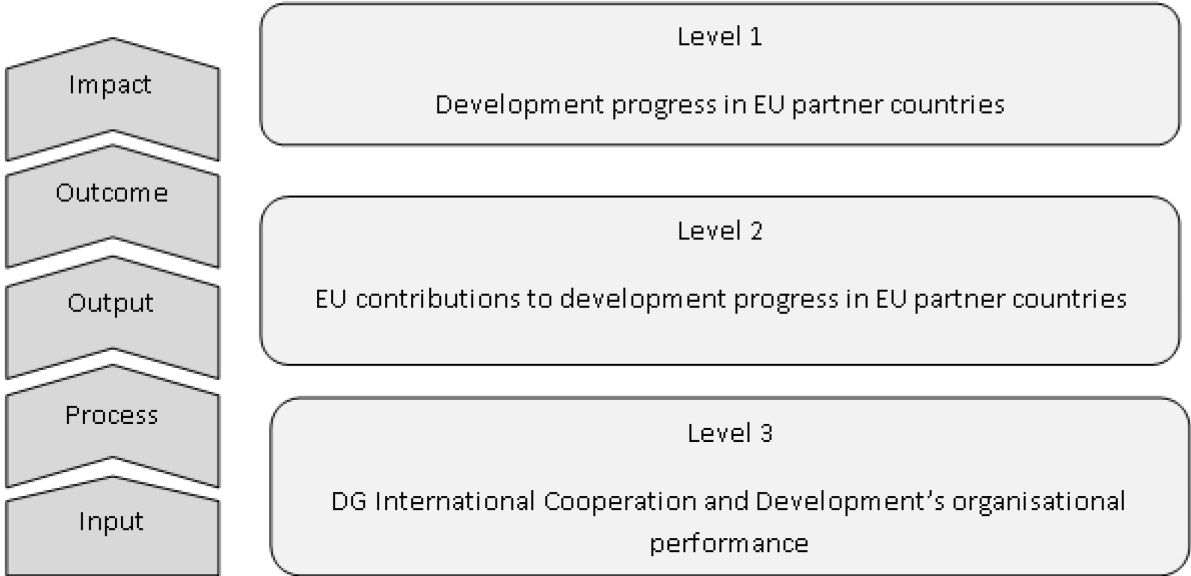 Impact
Outcome
Output
Process
Input
Level 1
Development progress in EU partner countries
Level 2
EU contributions to development progress in EU partner countries
Level 3
DG International Cooperation and Development’s organisational
performance